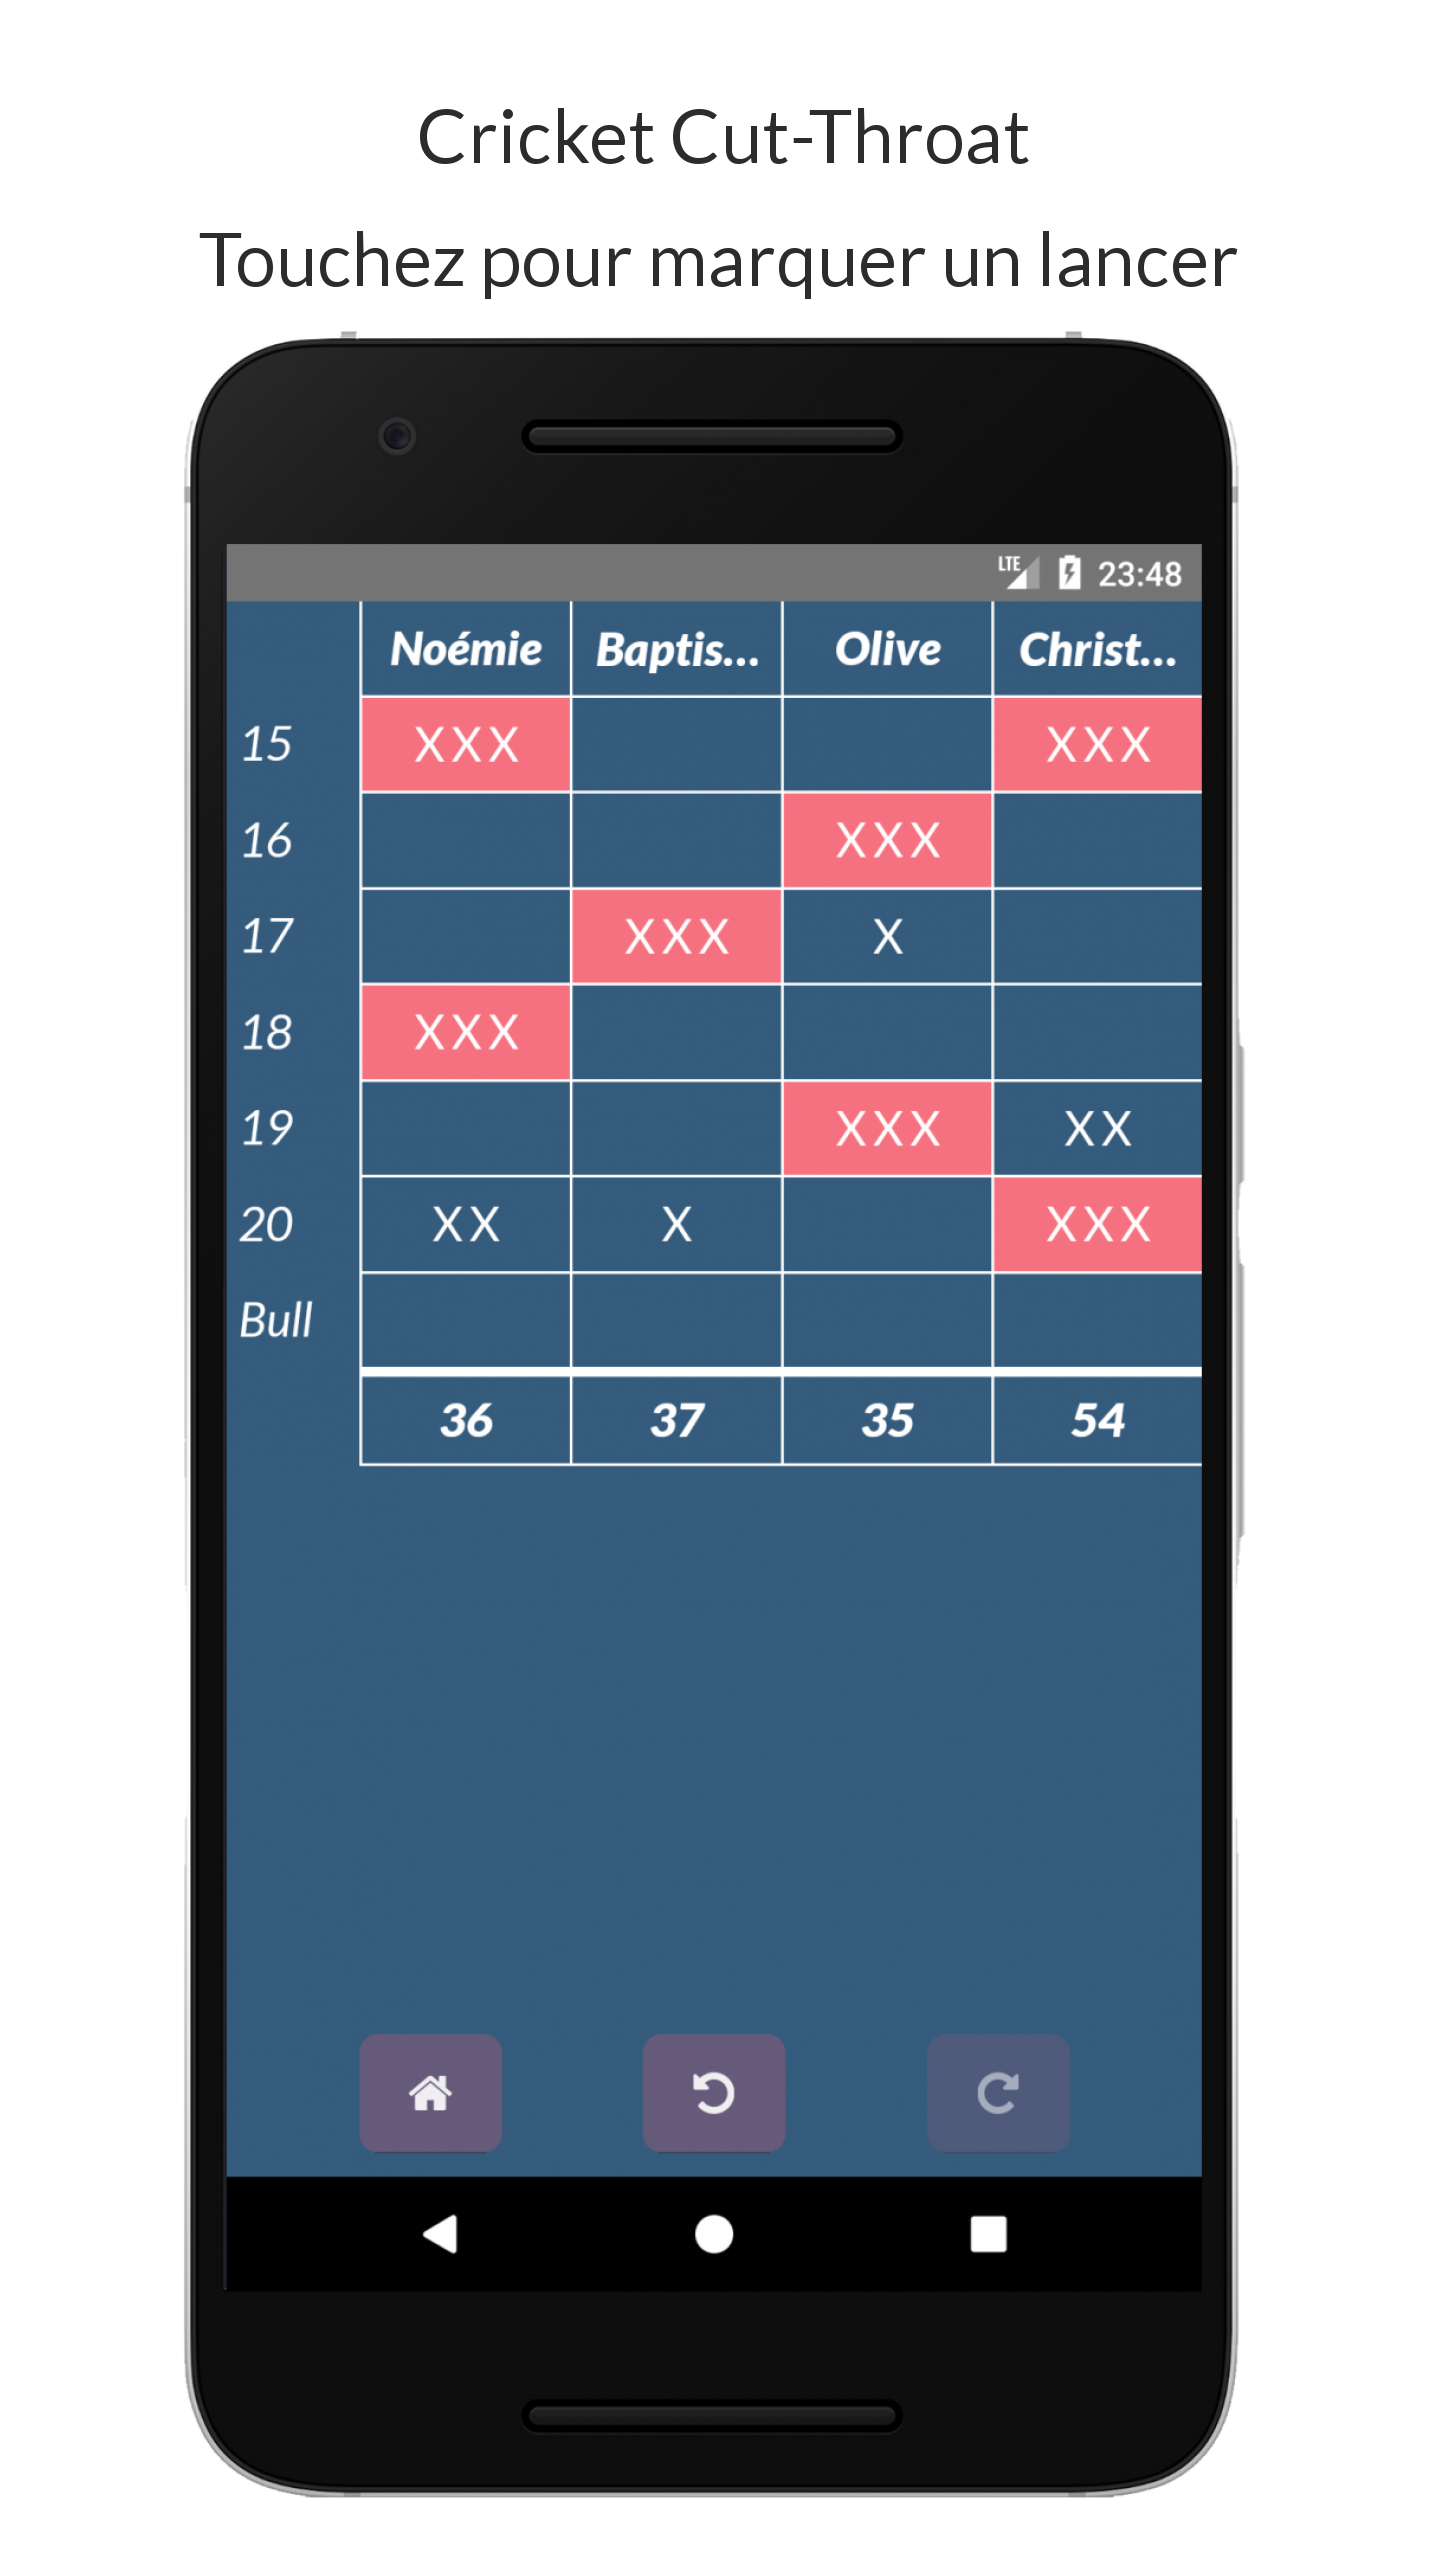 Cricket Cut-Throat
Touchez pour marquer un lancer
LTE 23:48
Noémie Baptis... Olive Christ...
15 XXX XXX
16 XXX
17 XXX X
18 XXX
19 XXX XX
20 XX X XXX
Bull
36 37 35 54